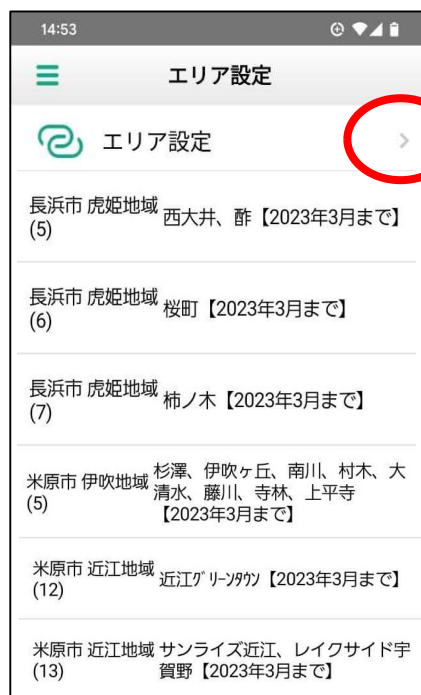 14:53
エリア設定
エリア設定
長浜市 虎姫地域
(5)
西大井、酢【2023年3月まで】
長浜市 虎姫地域
(6)
桜町【2023年3月まで】
長浜市 虎姫地域
(7)
柿ノ木【2023年3月まで】
米原市 伊吹地域
(5)
杉澤、伊吹ヶ丘、南川、村木、大
清水、藤川、寺林、上平寺
【2023年3月まで】
米原市 近江地域
(12)
近江ｸﾞﾘｰﾝﾀｳﾝ【2023年3月まで】
米原市 近江地域
(13)
サンライズ近江、レイクサイド宇
賀野【2023年3月まで】